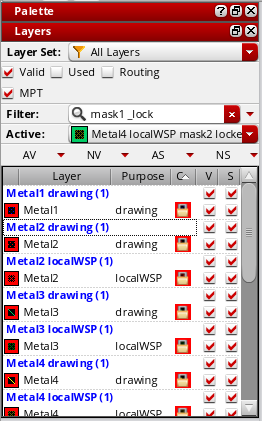 Palette
Layers
Layer Set: All Layers
Valid Used Routing
MPT
Filter: mask1 _lock
Active: Metal4 localWSP mask2 locke
AV NV AS NS
Layer Purpose C V S
Metal1 drawing (1)
Metal1 drawing
Metal2 drawing (1)
Metal2 drawing
Metal2 localWSP (1)
Metal2 localWSP
Metal3 drawing (1)
Metal3 drawing
Metal3 localWSP (1)
Metal3 localWSP
Metal4 drawing (1)
Metal4 drawing
Metal4 localWSP (1)
Metal4 localWSP